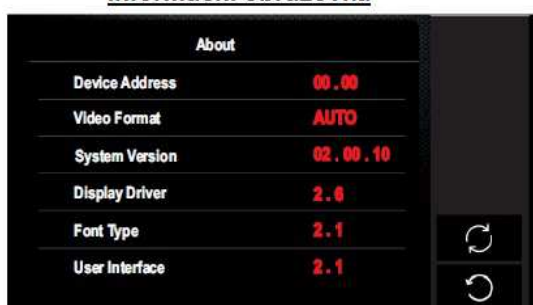 About
Device Address 00.00
Video Format AUTO
System Version 02.00.10
Display Driver 2.6
Font Type 2.1
User Interface 2.1